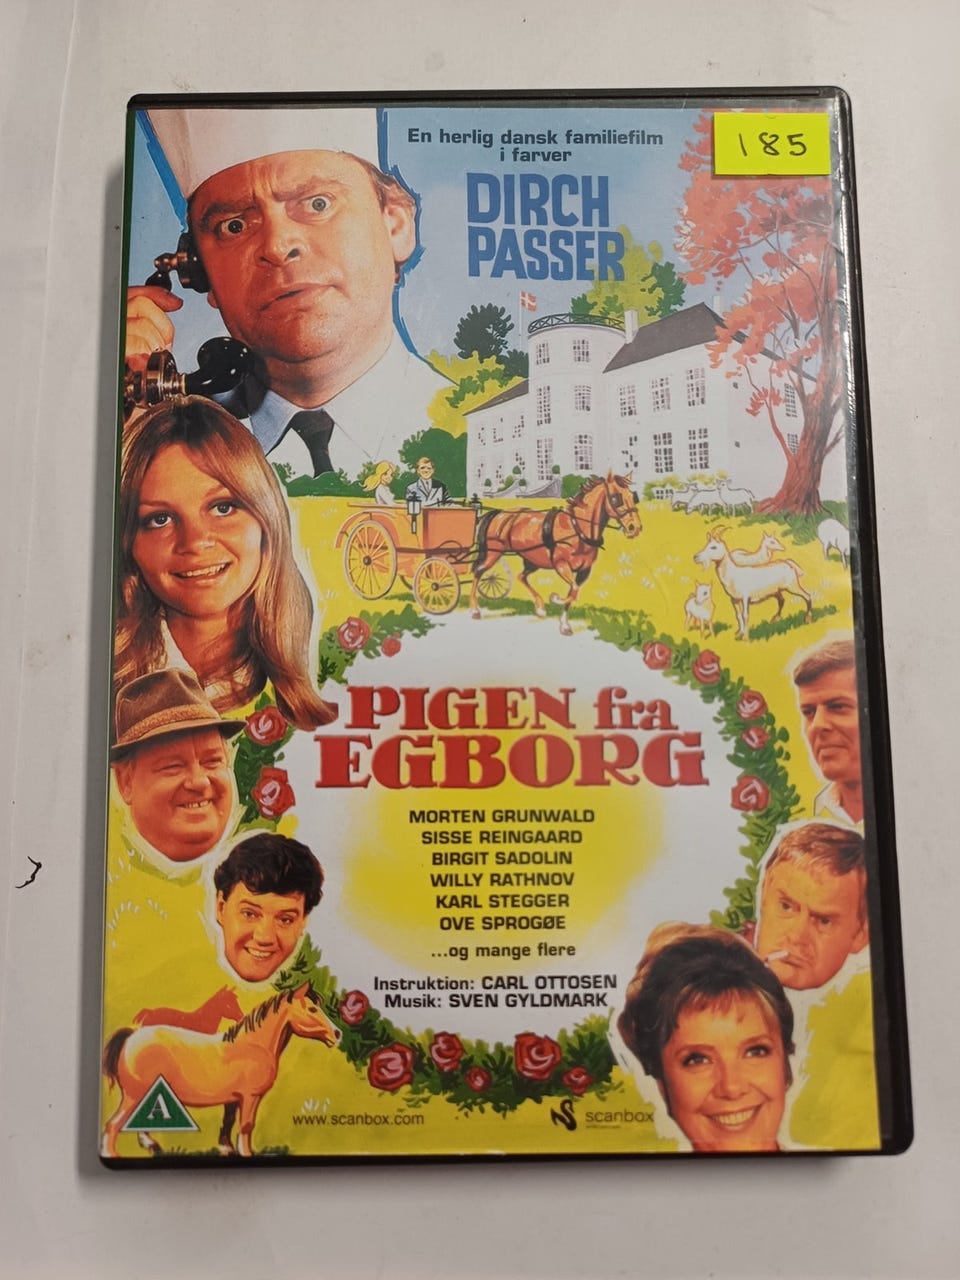 En herlig dansk familiefilm
i farver
185
DIRCH
PASSER
PIGEN fra
EGBORG
MORTEN GRUNWALD
SISSE REINGAARD
BIRGIT SADOLIN
WILLY RATHNOV
KARL STEGGER
OVE SPROGØE
...og mange flere
Instruktion: CARL OTTOSEN
Musik: SVEN GYLDMARK
A
www.scanbox.com
scanbox